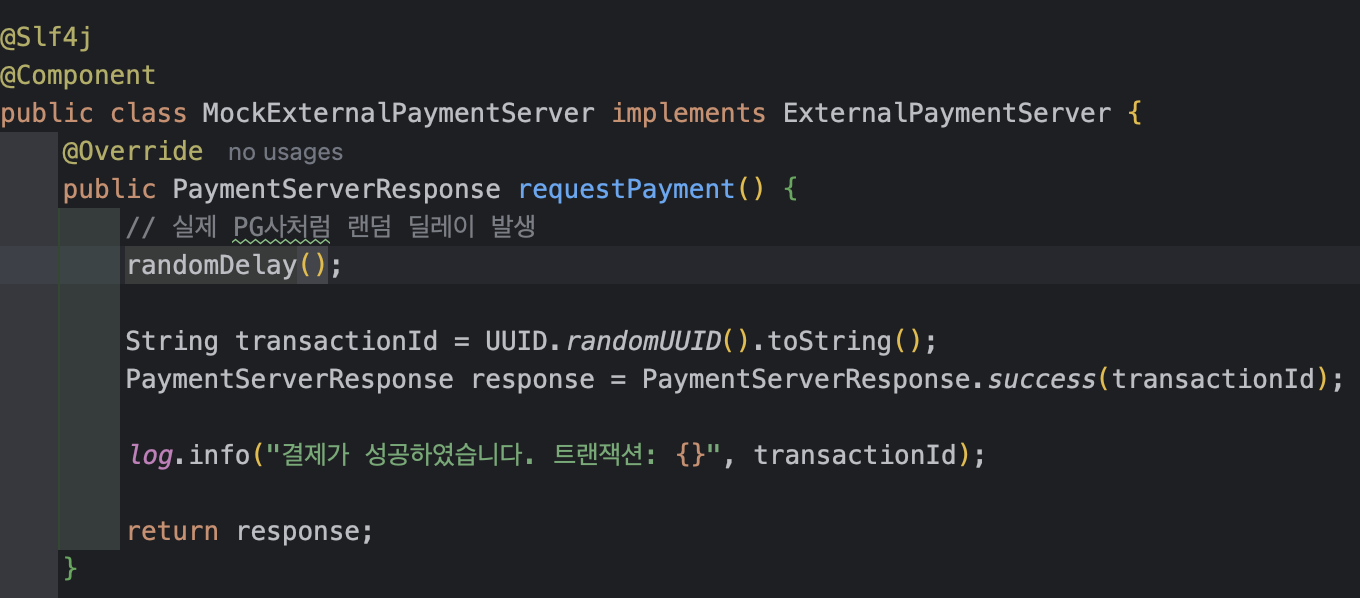 @Slf4j
@Component
public class MockExternalPaymentServer implements ExternalPaymentServer {
@Override no usages
public PaymentServerResponse requestPayment() {
// 실제 PG사처럼 랜덤 딜레이 발생
randomDelay();
String transactionId = UUID.randomUUID().toString();
PaymentServerResponse response = PaymentServerResponse.success(transactionId);
log.info("결제가 성공하였습니다. 트랜잭션: {}", transactionId);
return response;
}